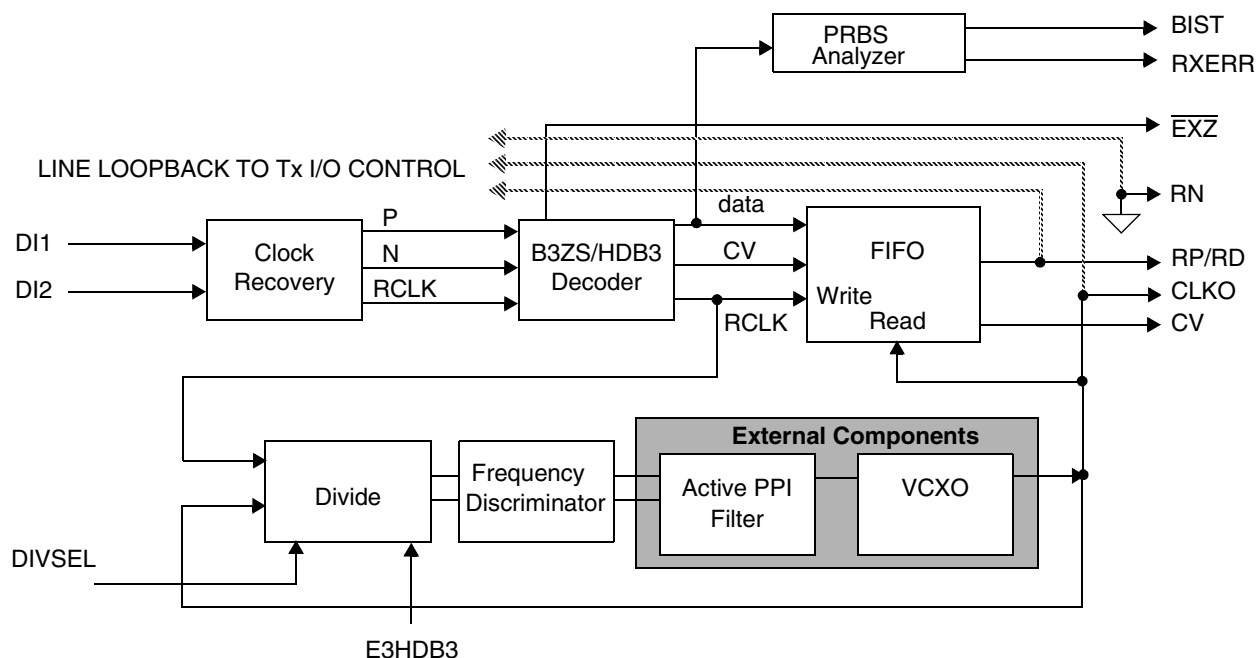 PRBS
Analyzer
BIST
RXERR
EXZ
LINE LOOPBACK TO Tx I/O CONTROL
RN
DI1
DI2
Clock
Recovery
P
N
RCLK
B3ZS/HDB3
Decoder
data
CV
RCLK
FIFO
Write
Read
RP/RD
CLKO
CV
External Components
Divide
Frequency
Discriminator
Active PPI
Filter
VCXO
DIVSEL
E3HDB3